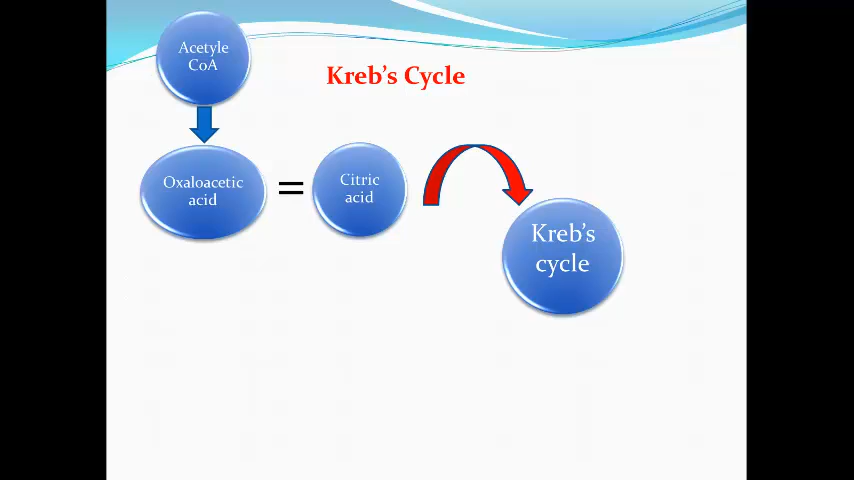 Acetyle
CoA
Kreb's Cycle
Oxaloacetic
acid
=
Citric
acid
Kreb's
cycle